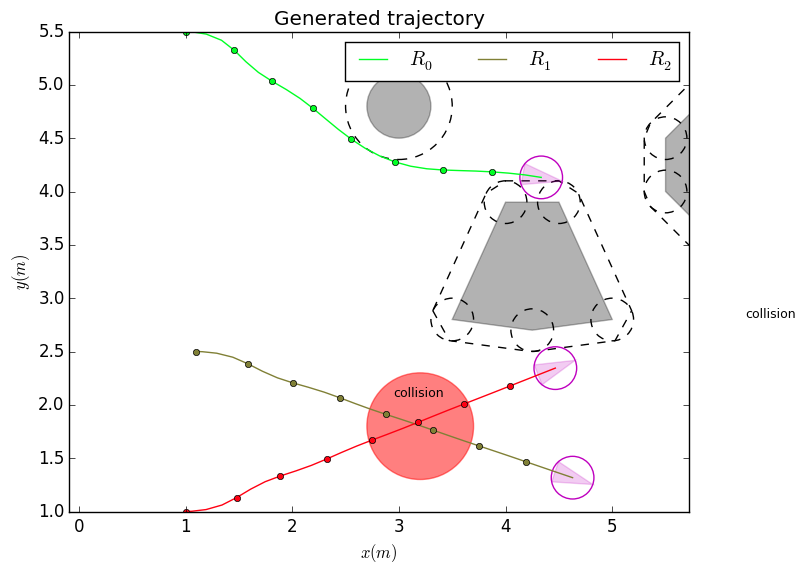 Generated trajectory
R0 R1 R2
5.5
5.0
4.5
4.0
3.5
3.0
2.5
2.0
1.5
1.0
y(m)
collision
collision
0 1 2 3 4 5
x(m)